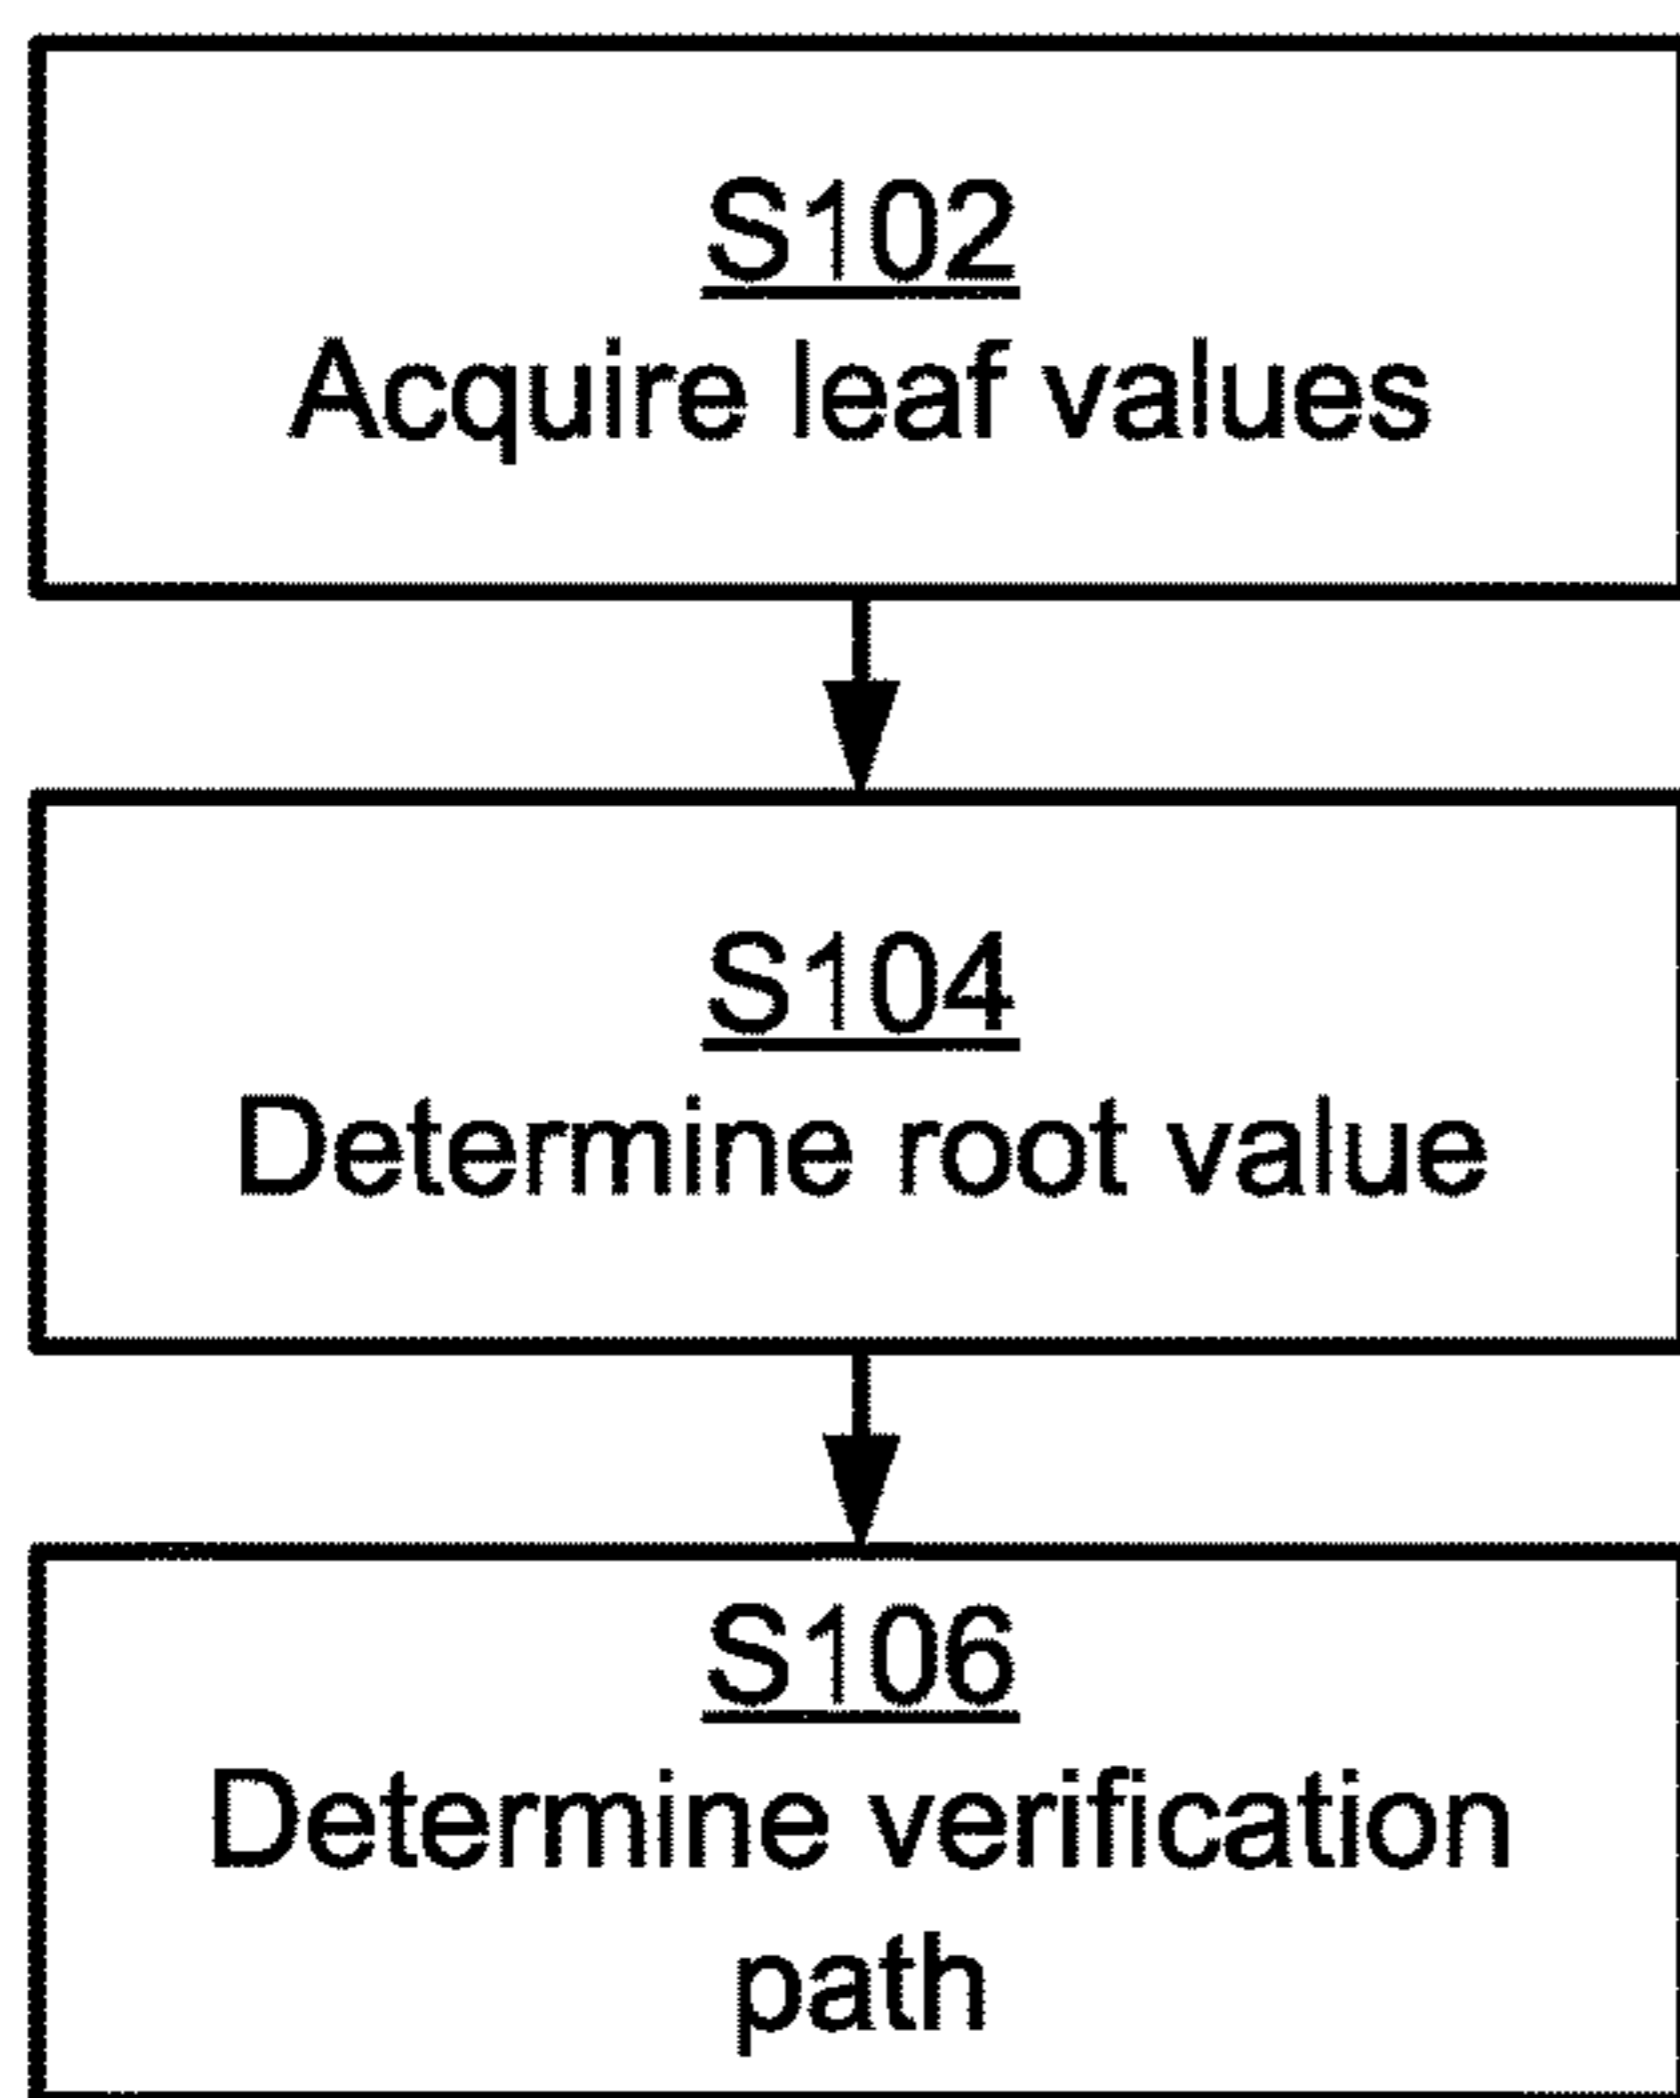 S102
Acquire leaf values
S104
Determine root value
S106
Determine verification
path